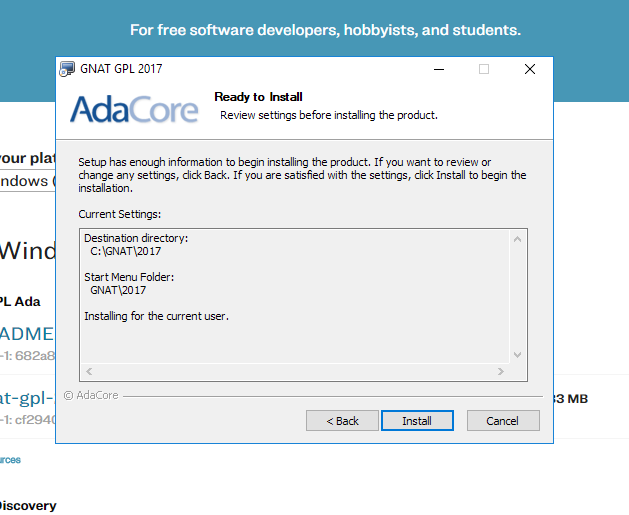 For free software developers, hobbyists, and students.
GNAT GPL 2017
AdaCore
Ready to Install
Review settings before installing the product.
Setup has enough information to begin installing the product. If you want to review or
change any settings, click Back. If you are satisfied with the settings, click Install to begin the
installation.
Current Settings:
Destination directory:
C:\GNAT\2017
Start Menu Folder:
GNAT\2017
Installing for the current user.
© AdaCore
< Back
Install
Cancel
your plat
ndows (
Wind
PL Ada
ADME
-1: 682a8
at-gpl-
33 MB
-1: cf2940
urces
Discovery